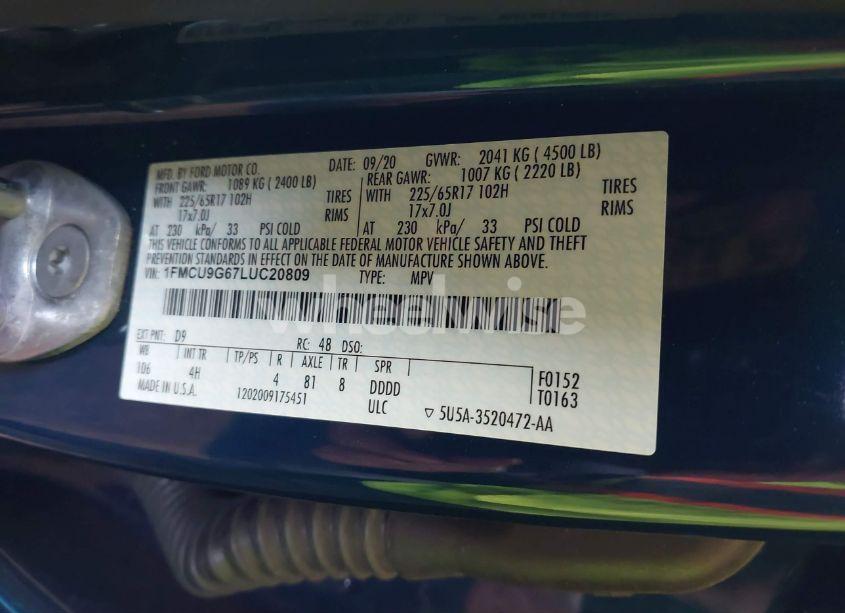 MFD. BY FORD MOTOR CO.
DATE: 09/20 GVWR: 2041 KG ( 4500 LB)
FRONT GAWR: 1089 KG ( 2400 LB)
REAR GAWR: 1007 KG ( 2220 LB)
WITH 225/65R17 102H TIRES
WITH 225/65R17 102H TIRES
17x7.0J RIMS
17x7.0J RIMS
AT 230 kPa/ 33 PSI COLD
AT 230 kPa/ 33 PSI COLD
THIS VEHICLE CONFORMS TO ALL APPLICABLE FEDERAL MOTOR VEHICLE SAFETY AND THEFT
PREVENTION STANDARDS IN EFFECT ON THE DATE OF MANUFACTURE SHOWN ABOVE.
VIN: 1FMCU9G67LUC20809 TYPE: MPV
wheelwise
EXT PNT: D9 RC: 48 DSO:
WB INT TR TP/PS R AXLE TR SPR
106 4H 4 81 8 DDDD
F0152
T0163
MADE IN U.S.A. 1202009175451 ULC ▽ 5U5A-3520472-AA